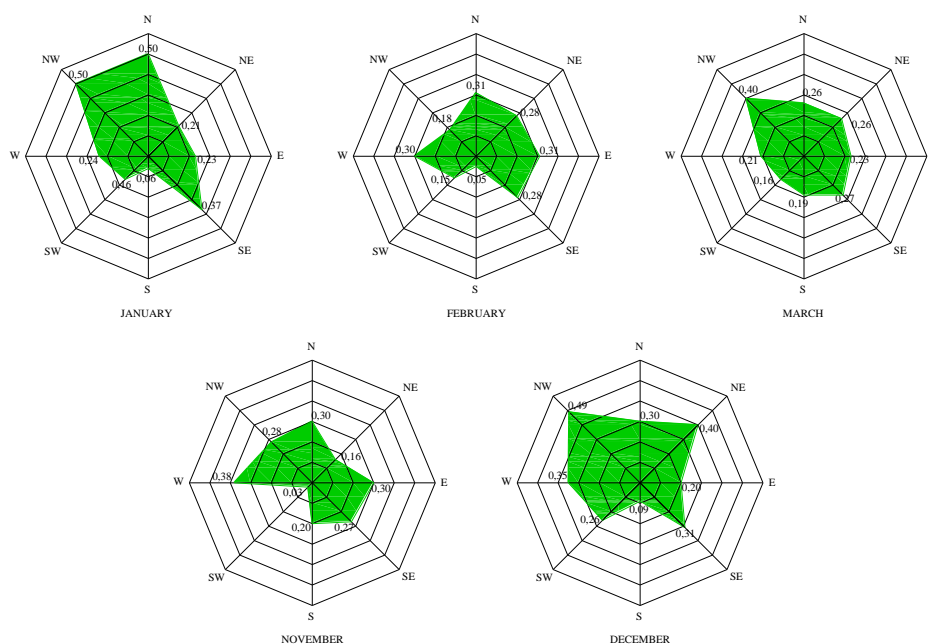 N
NW
NE
0,50
0,50
0,21
W
0,24
0,23
E
0,16
0,06
0,37
SW
SE
S
JANUARY
N
NW
NE
0,31
0,18
0,28
W
0,30
0,31
E
0,15
0,05
0,28
SW
SE
S
FEBRUARY
N
NW
NE
0,40
0,26
0,26
W
0,21
0,23
0,16
0,19
0,27
SW
SE
S
MARCH
N
NW
NE
0,30
0,28
0,16
W
0,38
0,30
E
0,03
0,20
0,27
SW
SE
S
NOVEMBER
N
NW
NE
0,49
0,30
0,40
W
0,35
0,20
E
0,26
0,09
0,31
SW
SE
S
DECEMBER